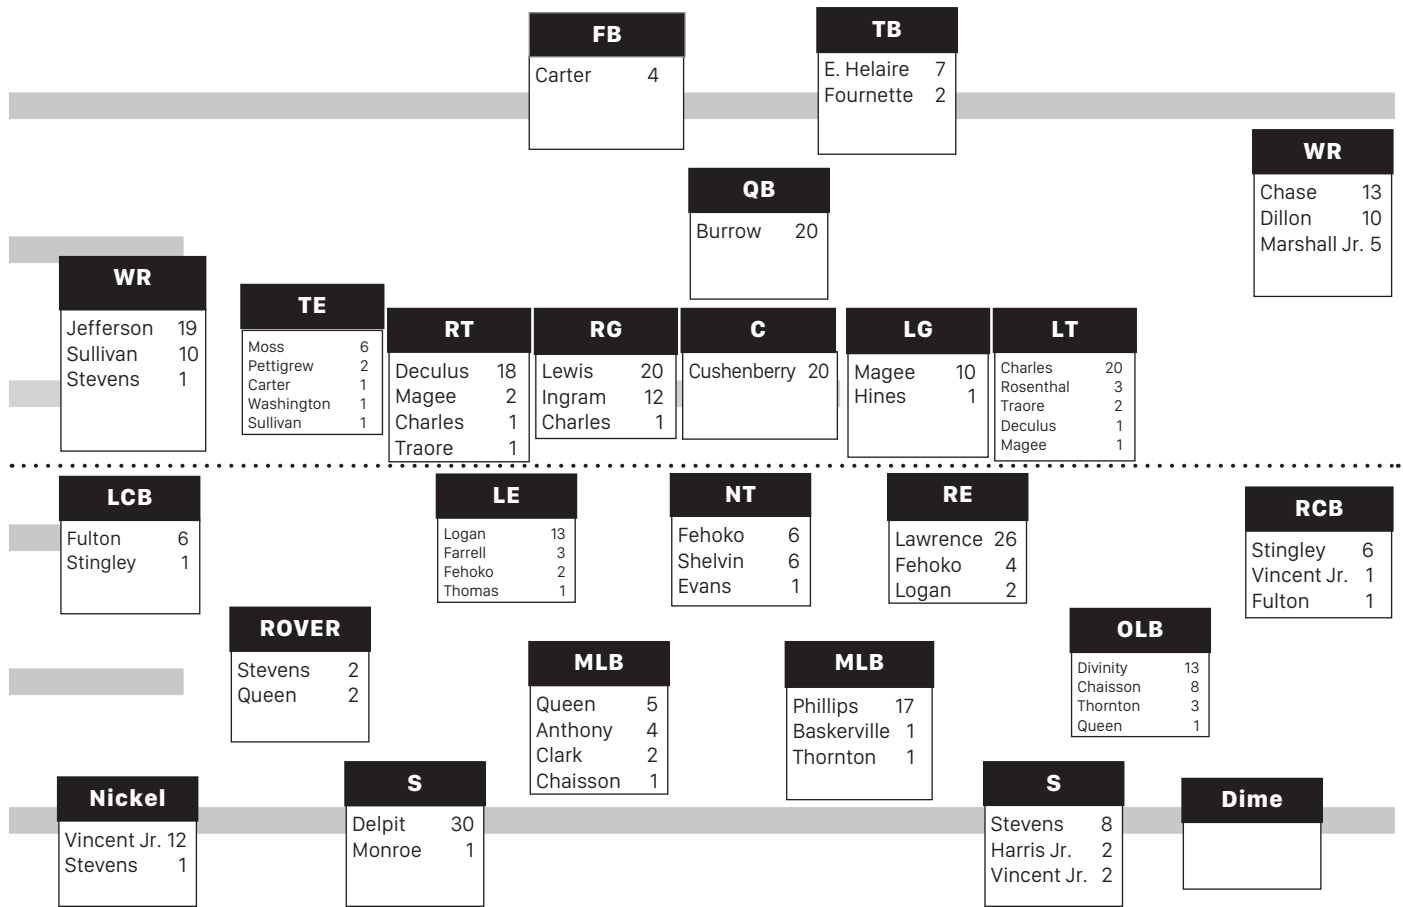 FB
Carter 4
TB
E. Helaire 7
Fournette 2
WR
Chase 13
Dillon 10
Marshall Jr. 5
QB
Burrow 20
WR
Jefferson 19
Sullivan 10
Stevens 1
TE
Moss 6
Pettigrew 2
Carter 1
Washington 1
Sullivan 1
RT
Deculus 18
Magee 2
Charles 1
Traore 1
RG
Lewis 20
Ingram 12
Charles 1
C
Cushenberry 20
LG
Magee 10
Hines 1
LT
Charles 20
Rosenthal 3
Traore 2
Deculus 1
Magee 1
LCB
Fulton 6
Stingley 1
LE
Logan 13
Farrell 3
Fehoko 2
Thomas 1
NT
Fehoko 6
Shelvin 6
Evans 1
RE
Lawrence 26
Fehoko 4
Logan 2
RCB
Stingley 6
Vincent Jr. 1
Fulton 1
ROVER
Stevens 2
Queen 2
MLB
Queen 5
Anthony 4
Clark 2
Chaisson 1
MLB
Phillips 17
Baskerville 1
Thornton 1
OLB
Divinity 13
Chaisson 8
Thornton 3
Queen 1
Nickel
Vincent Jr. 12
Stevens 1
S
Delpit 30
Monroe 1
S
Stevens 8
Harris Jr. 2
Vincent Jr. 2
Dime